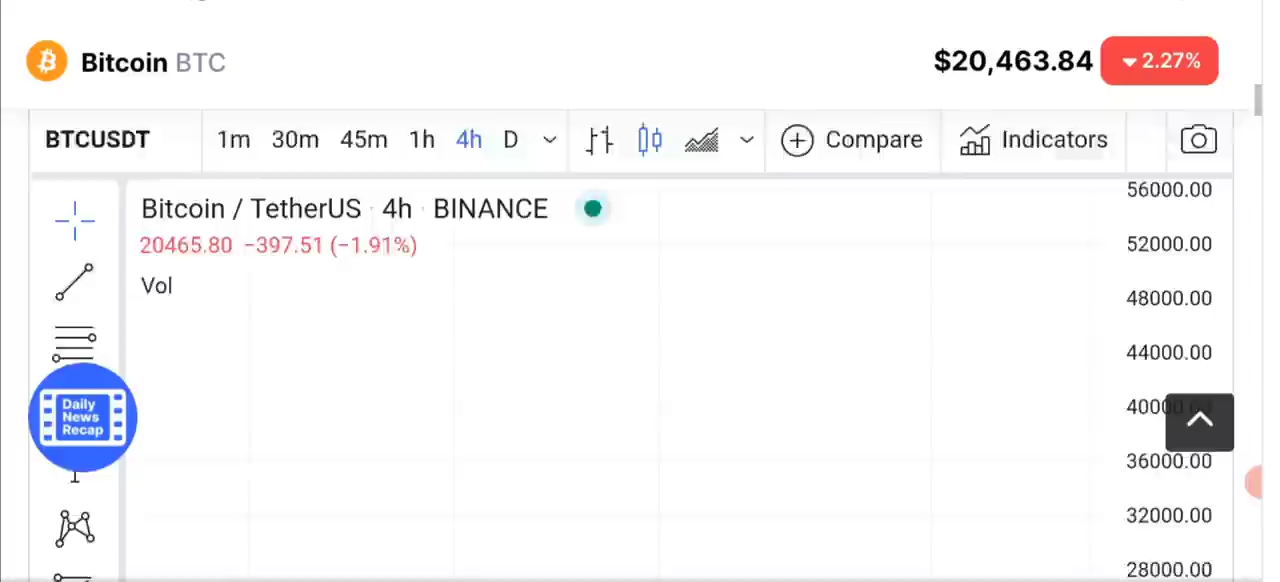 Bitcoin BTC
$20,463.84
2.27%
BTCUSDT
1m 30m 45m 1h 4h D
Compare
Indicators
Bitcoin / TetherUS · 4h · BINANCE
20465.80 −397.51 (−1.91%)
Vol
56000.00
52000.00
48000.00
44000.00
36000.00
32000.00
28000.00
Daily
News
Recap